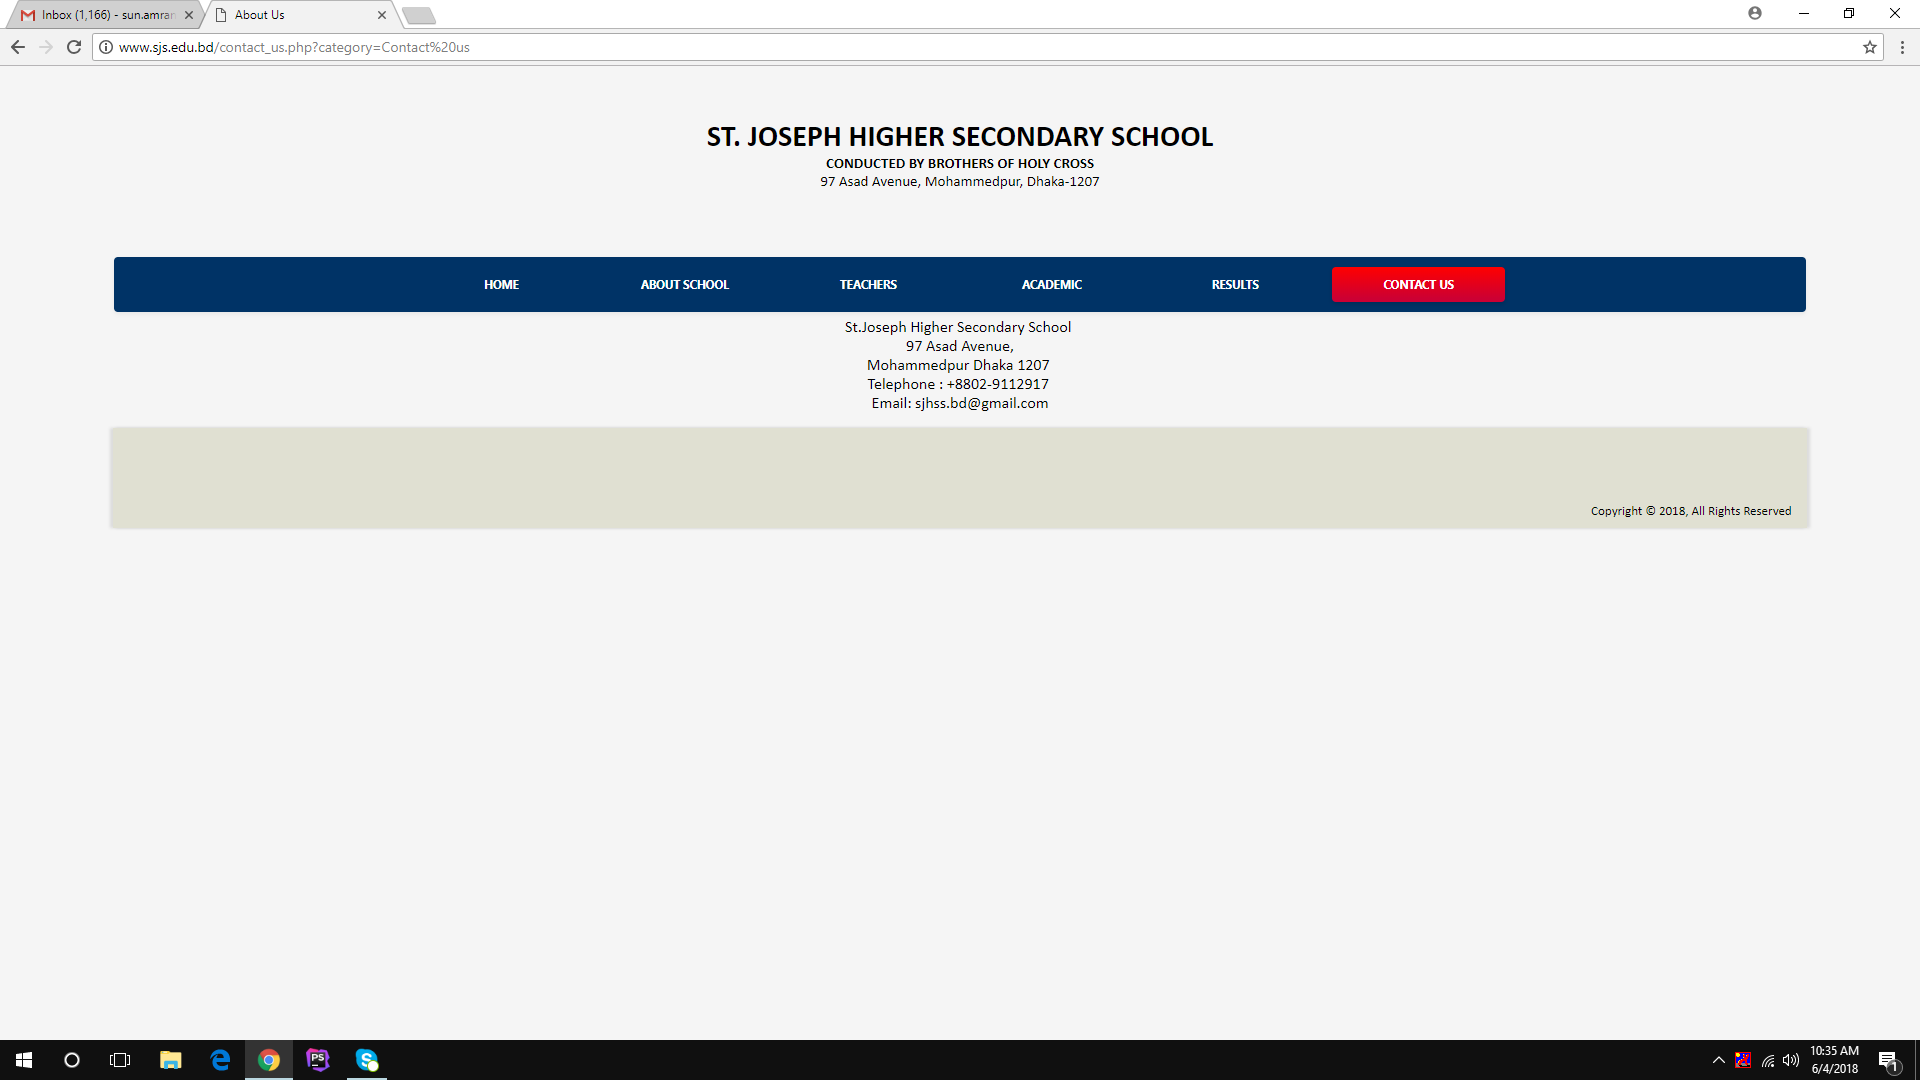 Inbox (1,166) - sun.amran
About Us
www.sjs.edu.bd/contact_us.php?category=Contact%20us
ST. JOSEPH HIGHER SECONDARY SCHOOL
CONDUCTED BY BROTHERS OF HOLY CROSS
97 Asad Avenue, Mohammedpur, Dhaka-1207
HOME ABOUT SCHOOL TEACHERS ACADEMIC RESULTS CONTACT US
St.Joseph Higher Secondary School
97 Asad Avenue,
Mohammedpur Dhaka 1207
Telephone : +8802-9112917
Email: sjhss.bd@gmail.com
Copyright © 2018, All Rights Reserved
PS
10:35 AM
6/4/2018
1